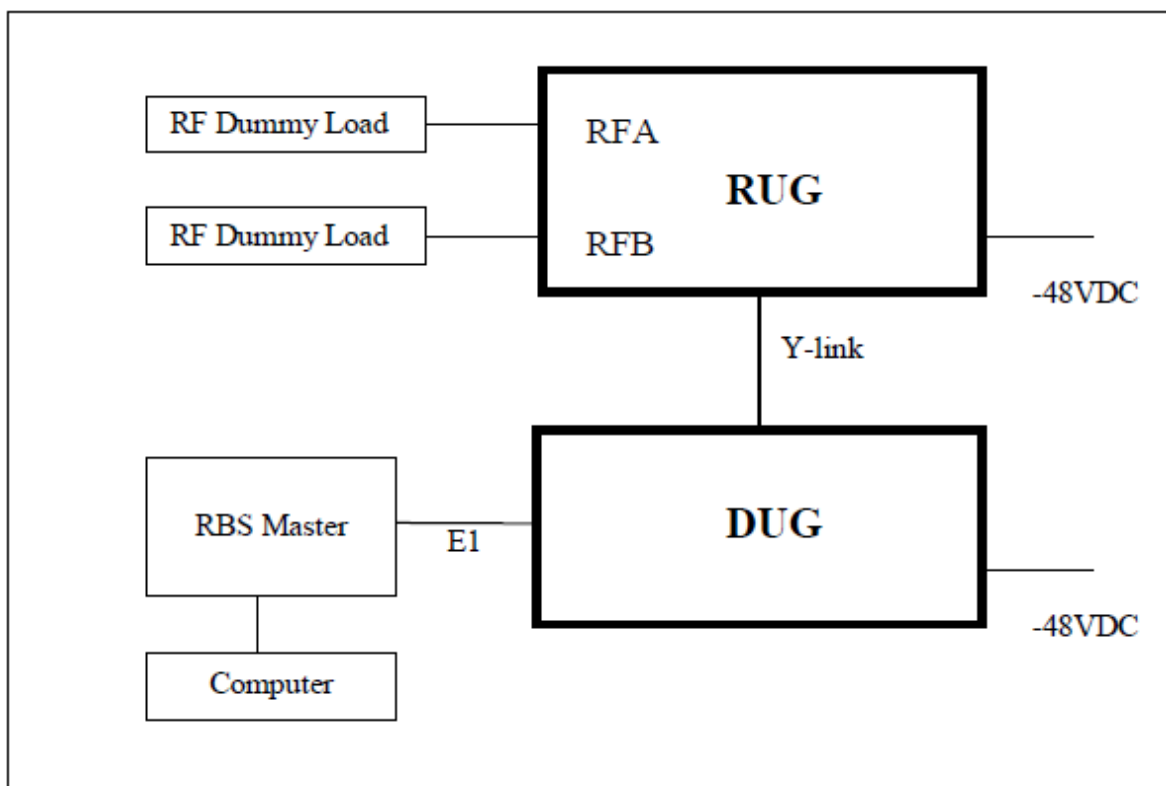 RF Dummy Load
RFA
RUG
RF Dummy Load
RFB
-48VDC
Y-link
RBS Master
E1
DUG
-48VDC
Computer